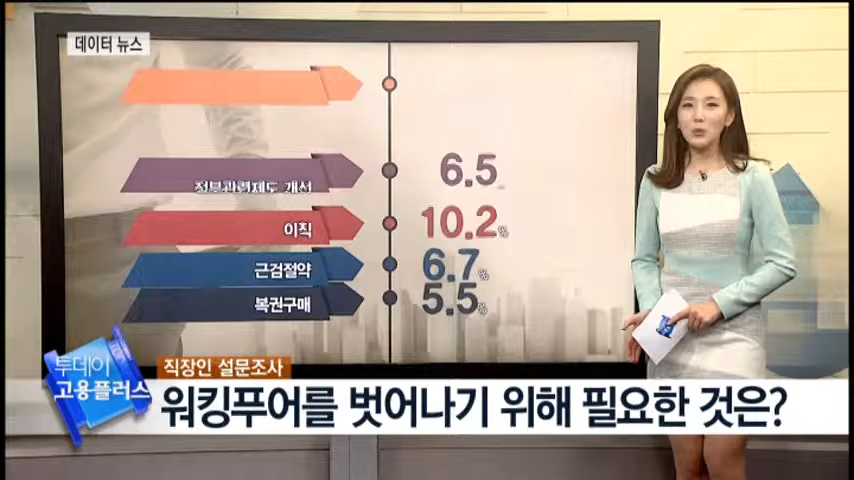 데이터 뉴스
정부관련제도 개선
6.5
이직
10.2%
근검절약
6.7%
복권구매
5.5%
투데이
고용플러스
직장인 설문조사
워킹푸어를 벗어나기 위해 필요한 것은?